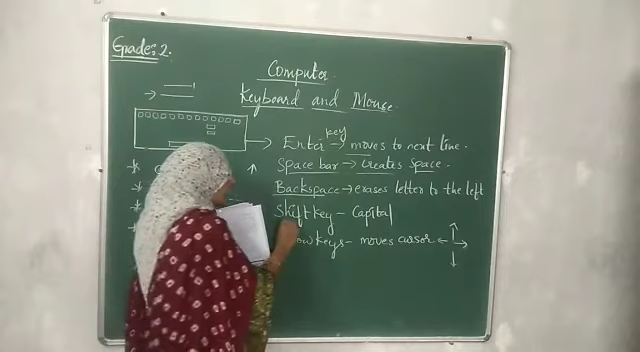 Grade: 2.
Computer.
Keyboard and Mouse.
Enter key → moves to next line.
Space bar → creates space.
Backspace → erases letter to the left
Shift key - Capital
keys - moves cursor ← ↑ → ↓